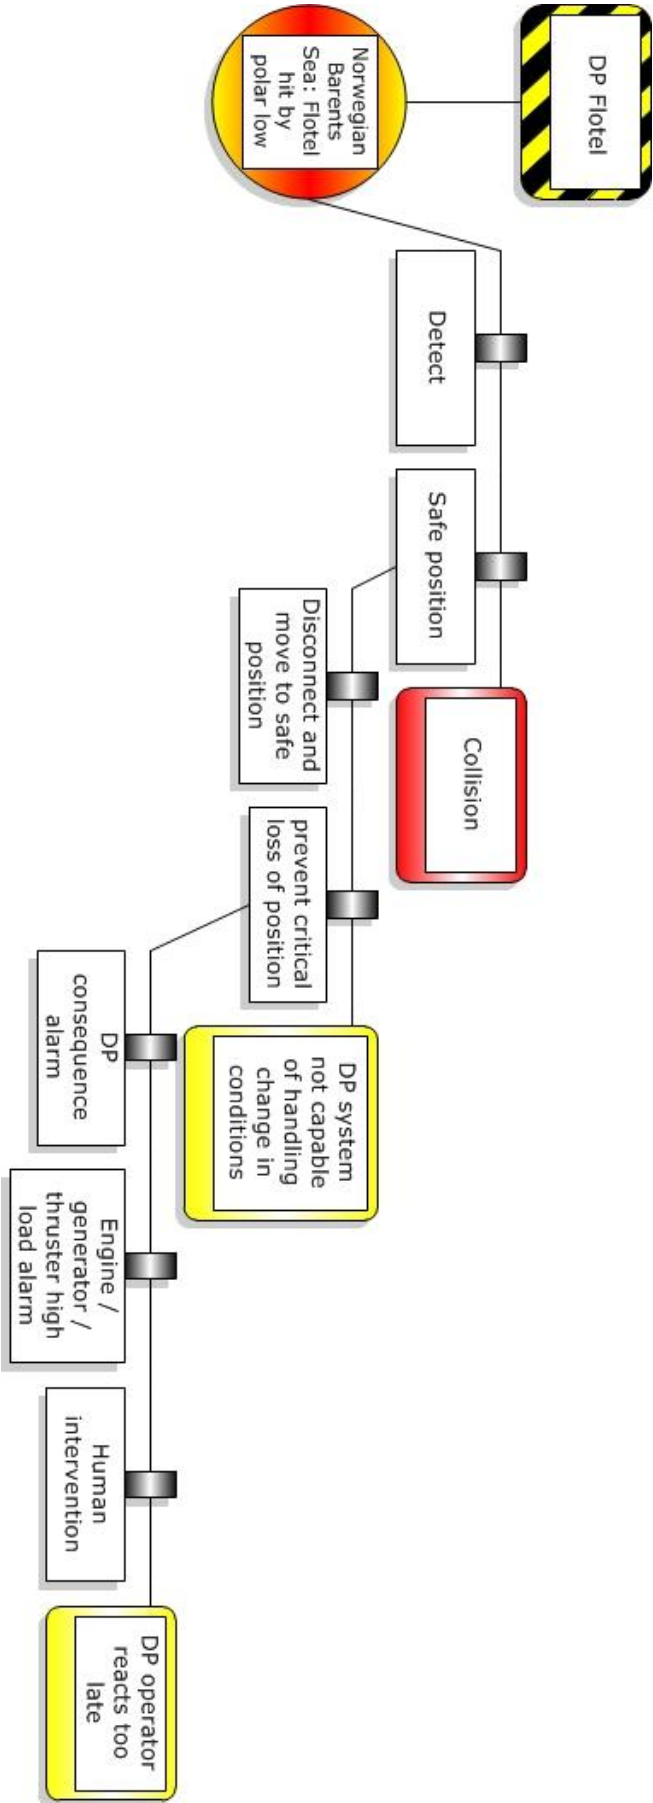 DP Flotel
Norwegian
Barents
Sea: Flotel
hit by
polar low
Detect
Safe position
Collision
Disconnect and
move to safe
position
prevent critical
loss of position
DP system
not capable
of handling
change in
conditions
DP
consequence
alarm
Engine /
generator /
thruster high
load alarm
Human
intervention
DP operator
reacts too
late